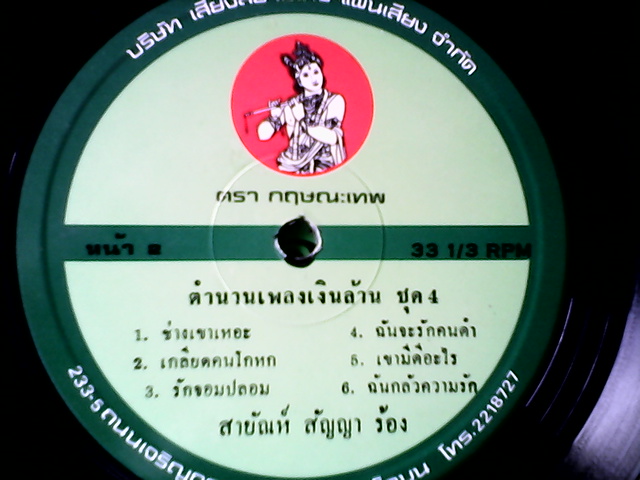 บริษัท เสียงสยาม แผ่นเสียง จำกัด
ตรา กฤษณะเทพ
หน้า ๒
33 1/3 RPM
ตำนานเพลงเงินล้าน ชุด 4
1. ช่างเขาเหอะ
2. เกลียดคนโกหก
3. รักจอมปลอม
4. ฉันจะรักคนดำ
5. เขามีดีอะไร
6. ฉันกลัวความรัก
สายัณห์ สัญญา ร้อง
233-5 ถนนเจริญ
โทร.2218127